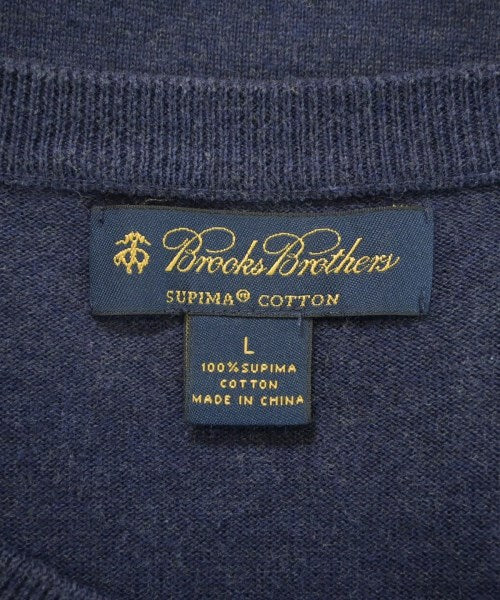 Brooks Brothers
SUPIMA® COTTON
L
100% SUPIMA
COTTON
MADE IN CHINA